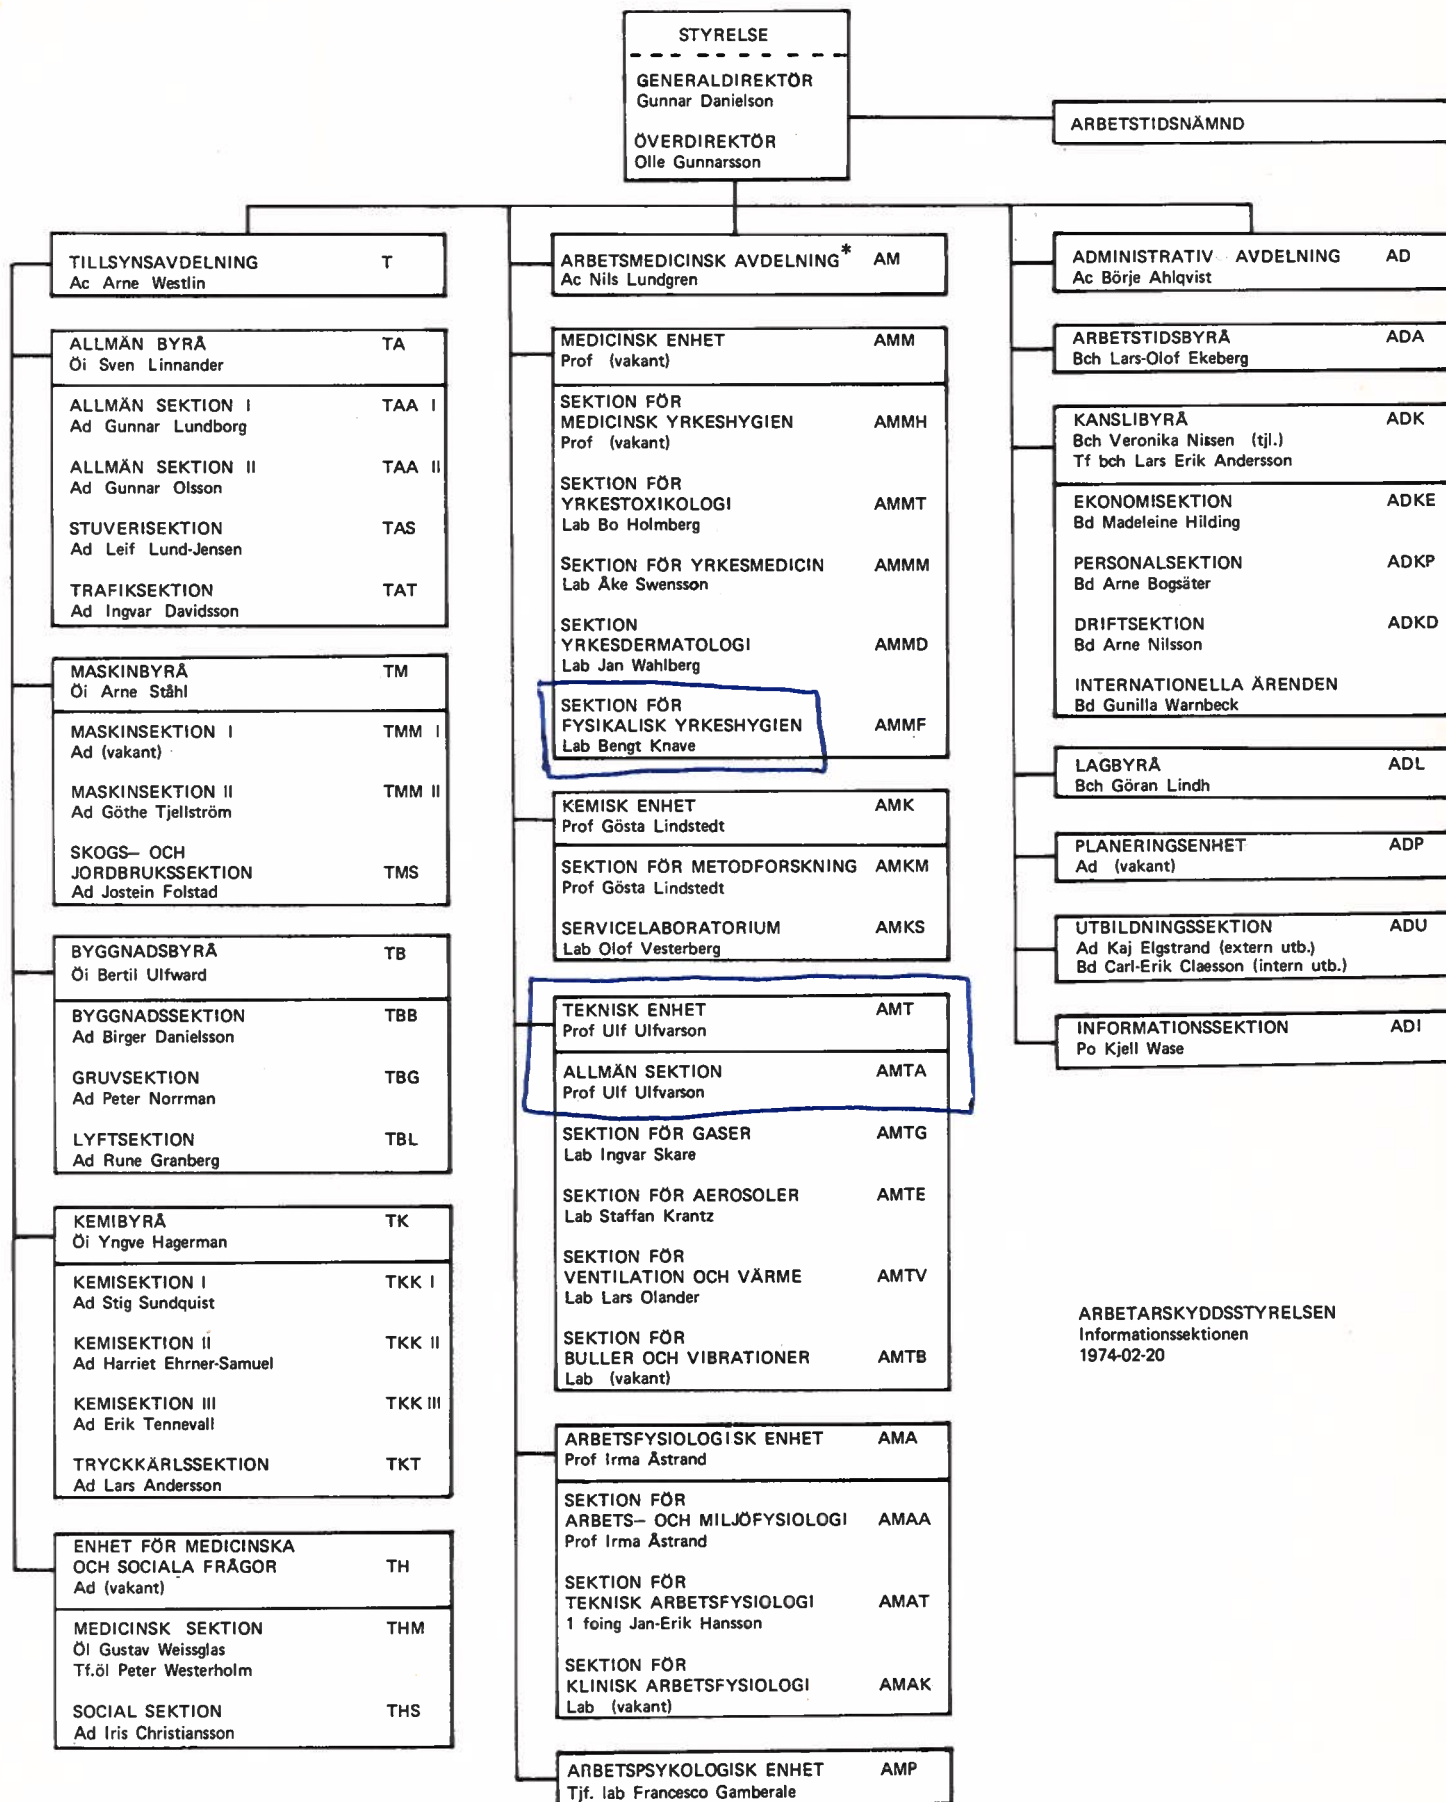 STYRELSE
GENERALDIREKTÖR
Gunnar Danielson
ÖVERDIREKTÖR
Olle Gunnarsson
ARBETSTIDSNÄMND
TILLSYNSAVDELNING T
Ac Arne Westlin
ALLMÄN BYRÅ TA
Öi Sven Linnander
ALLMÄN SEKTION I TAA I
Ad Gunnar Lundborg
ALLMÄN SEKTION II TAA II
Ad Gunnar Olsson
STUVERISEKTION TAS
Ad Leif Lund-Jensen
TRAFIKSEKTION TAT
Ad Ingvar Davidsson
MASKINBYRÅ TM
Öi Arne Ståhl
MASKINSEKTION I TMM I
Ad (vakant)
MASKINSEKTION II TMM II
Ad Göthe Tjellström
SKOGS– OCH
JORDBRUKSSEKTION TMS
Ad Jostein Folstad
BYGGNADSBYRÅ TB
Öi Bertil Ulfward
BYGGNADSSEKTION TBB
Ad Birger Danielsson
GRUVSEKTION TBG
Ad Peter Norrman
LYFTSEKTION TBL
Ad Rune Granberg
KEMIBYRÅ TK
Öi Yngve Hagerman
KEMISEKTION I TKK I
Ad Stig Sundquist
KEMISEKTION II TKK II
Ad Harriet Ehrner-Samuel
KEMISEKTION III TKK III
Ad Erik Tennevall
TRYCKKÄRLSSEKTION TKT
Ad Lars Andersson
ENHET FÖR MEDICINSKA
OCH SOCIALA FRÅGOR TH
Ad (vakant)
MEDICINSK SEKTION THM
Öl Gustav Weissglas
Tf.öl Peter Westerholm
SOCIAL SEKTION THS
Ad Iris Christiansson
ARBETSMEDICINSK AVDELNING* AM
Ac Nils Lundgren
MEDICINSK ENHET AMM
Prof (vakant)
SEKTION FÖR
MEDICINSK YRKESHYGIEN AMMH
Prof (vakant)
SEKTION FÖR
YRKESTOXIKOLOGI AMMT
Lab Bo Holmberg
SEKTION FÖR YRKESMEDICIN AMMM
Lab Åke Swensson
SEKTION
YRKESDERMATOLOGI AMMD
Lab Jan Wahlberg
SEKTION FÖR
FYSIKALISK YRKESHYGIEN AMMF
Lab Bengt Knave
KEMISK ENHET AMK
Prof Gösta Lindstedt
SEKTION FÖR METODFORSKNING AMKM
Prof Gösta Lindstedt
SERVICELABORATORIUM AMKS
Lab Olof Vesterberg
TEKNISK ENHET AMT
Prof Ulf Ulfvarson
ALLMÄN SEKTION AMTA
Prof Ulf Ulfvarson
SEKTION FÖR GASER AMTG
Lab Ingvar Skare
SEKTION FÖR AEROSOLER AMTE
Lab Staffan Krantz
SEKTION FÖR
VENTILATION OCH VÄRME AMTV
Lab Lars Olander
SEKTION FÖR
BULLER OCH VIBRATIONER AMTB
Lab (vakant)
ARBETSFYSIOLOGISK ENHET AMA
Prof Irma Åstrand
SEKTION FÖR
ARBETS– OCH MILJÖFYSIOLOGI AMAA
Prof Irma Åstrand
SEKTION FÖR
TEKNISK ARBETSFYSIOLOGI AMAT
1 foing Jan-Erik Hansson
SEKTION FÖR
KLINISK ARBETSFYSIOLOGI AMAK
Lab (vakant)
ARBETSPSYKOLOGISK ENHET AMP
Tjf. lab Francesco Gamberale
ADMINISTRATIV AVDELNING AD
Ac Börje Ahlqvist
ARBETSTIDSBYRÅ ADA
Bch Lars-Olof Ekeberg
KANSLIBYRÅ ADK
Bch Veronika Nissen (tjl.)
Tf bch Lars Erik Andersson
EKONOMISEKTION ADKE
Bd Madeleine Hilding
PERSONALSEKTION ADKP
Bd Arne Bogsäter
DRIFTSEKTION ADKD
Bd Arne Nilsson
INTERNATIONELLA ÄRENDEN
Bd Gunilla Warnbeck
LAGBYRÅ ADL
Bch Göran Lindh
PLANERINGSENHET ADP
Ad (vakant)
UTBILDNINGSSEKTION ADU
Ad Kaj Elgstrand (extern utb.)
Bd Carl-Erik Claesson (intern utb.)
INFORMATIONSSEKTION ADI
Po Kjell Wase
ARBETARSKYDDSSTYRELSEN
Informationssektionen
1974-02-20